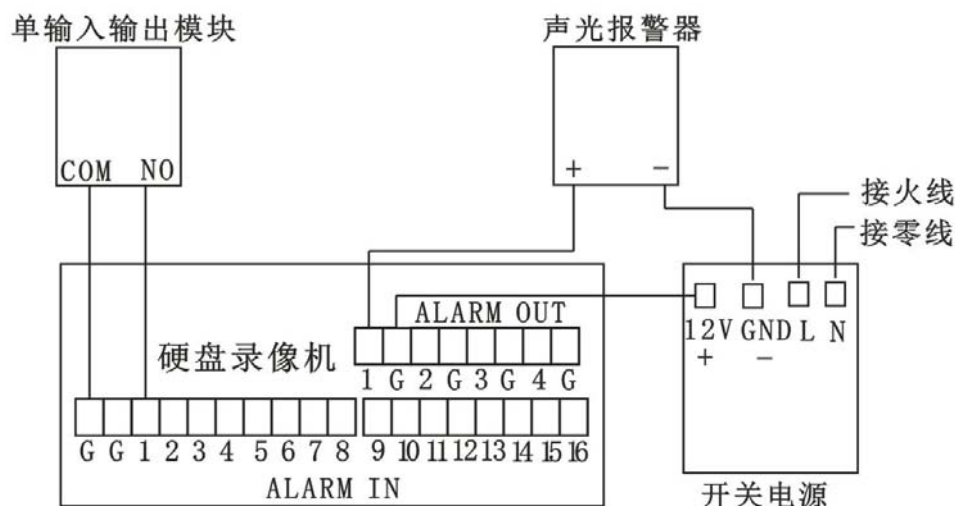 单输入输出模块
声光报警器
COM NO
+ −
接火线
接零线
ALARM OUT
12V GND L N
+ −
硬盘录像机
1 G 2 G 3 G 4 G
G G 1 2 3 4 5 6 7 8 9 10 11 12 13 14 15 16
ALARM IN
开关电源